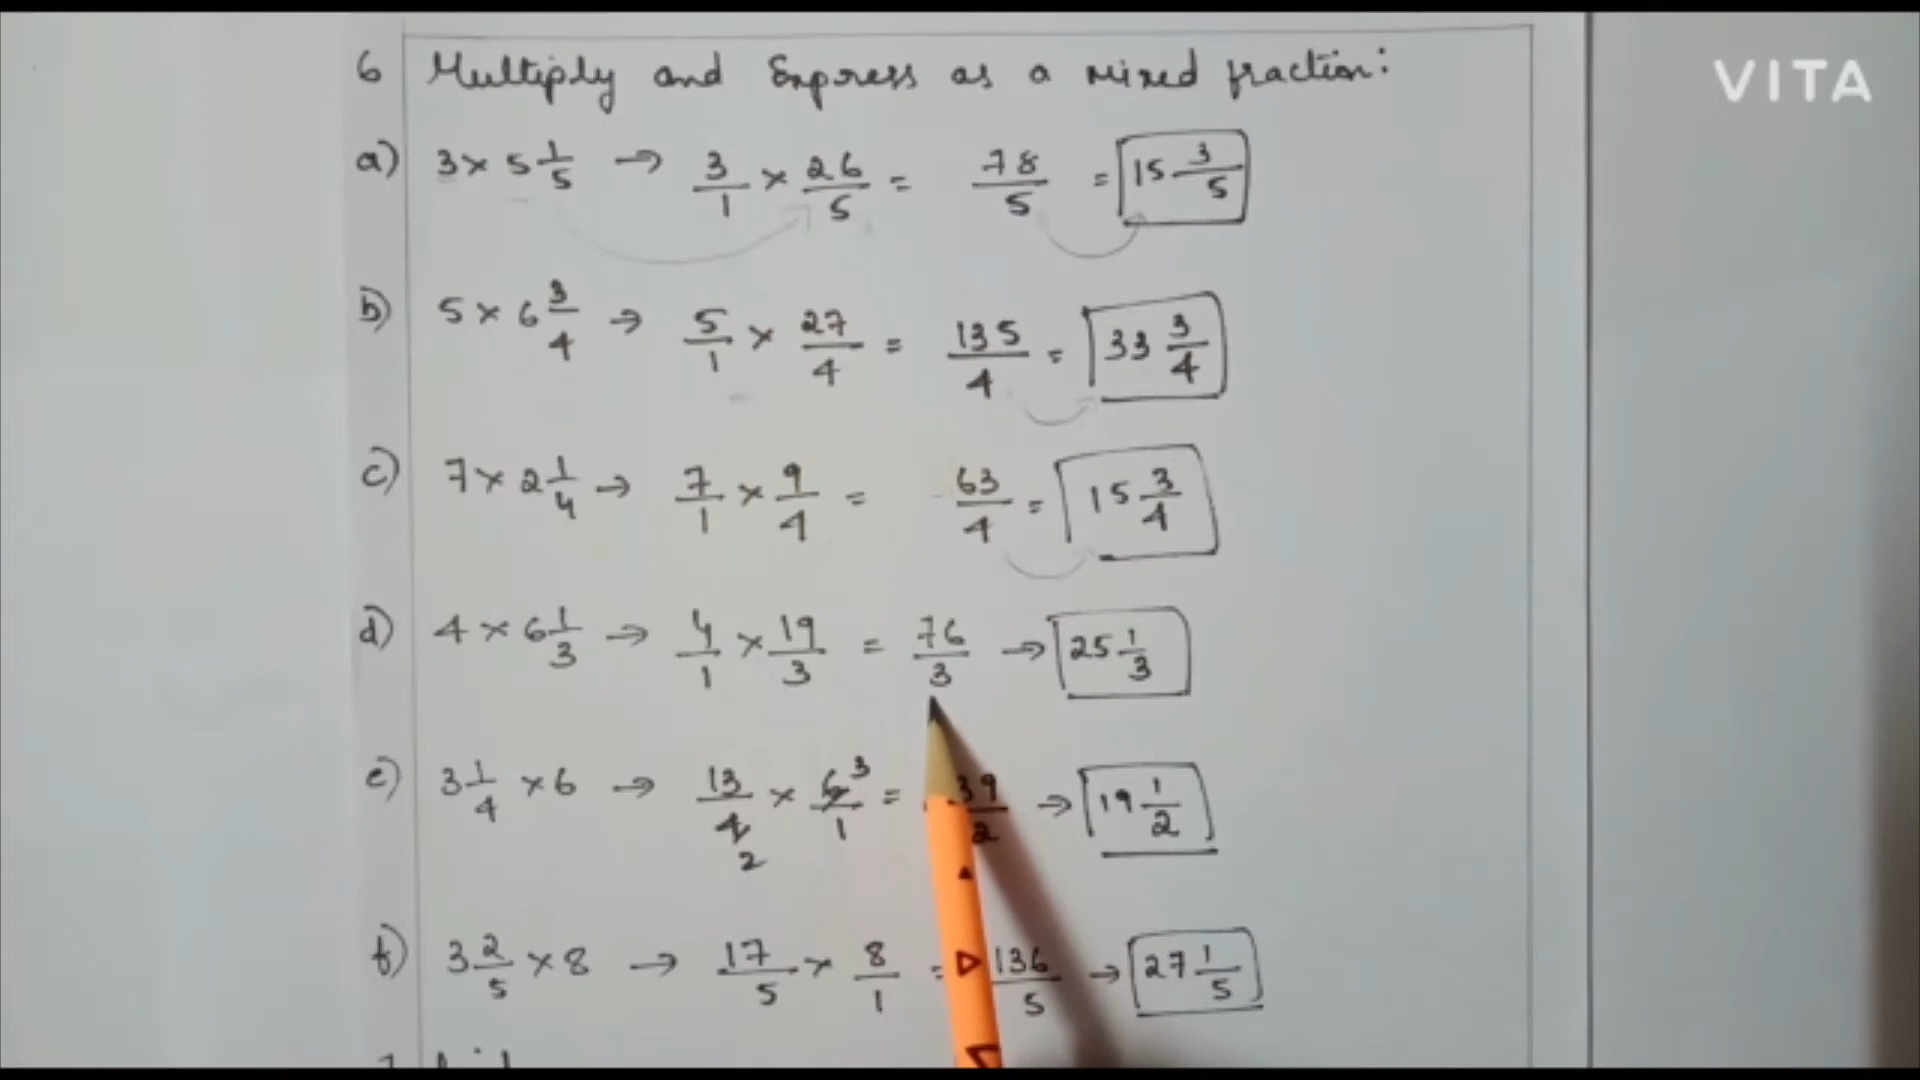 VITA
6 Multiply and Express as a mixed fraction:
a) 3 × 5 1/5 → 3/1 × 26/5 = 78/5 = 15 3/5
b) 5 × 6 3/4 → 5/1 × 27/4 = 135/4 = 33 3/4
c) 7 × 2 1/4 → 7/1 × 9/4 = 63/4 = 15 3/4
d) 4 × 6 1/3 → 4/1 × 19/3 = 76/3 → 25 1/3
e) 3 1/4 × 6 → 13/4 2 × 6 3/1 = 39/2 → 19 1/2
f) 3 2/5 × 8 → 17/5 × 8/1 = 136/5 → 27 1/5